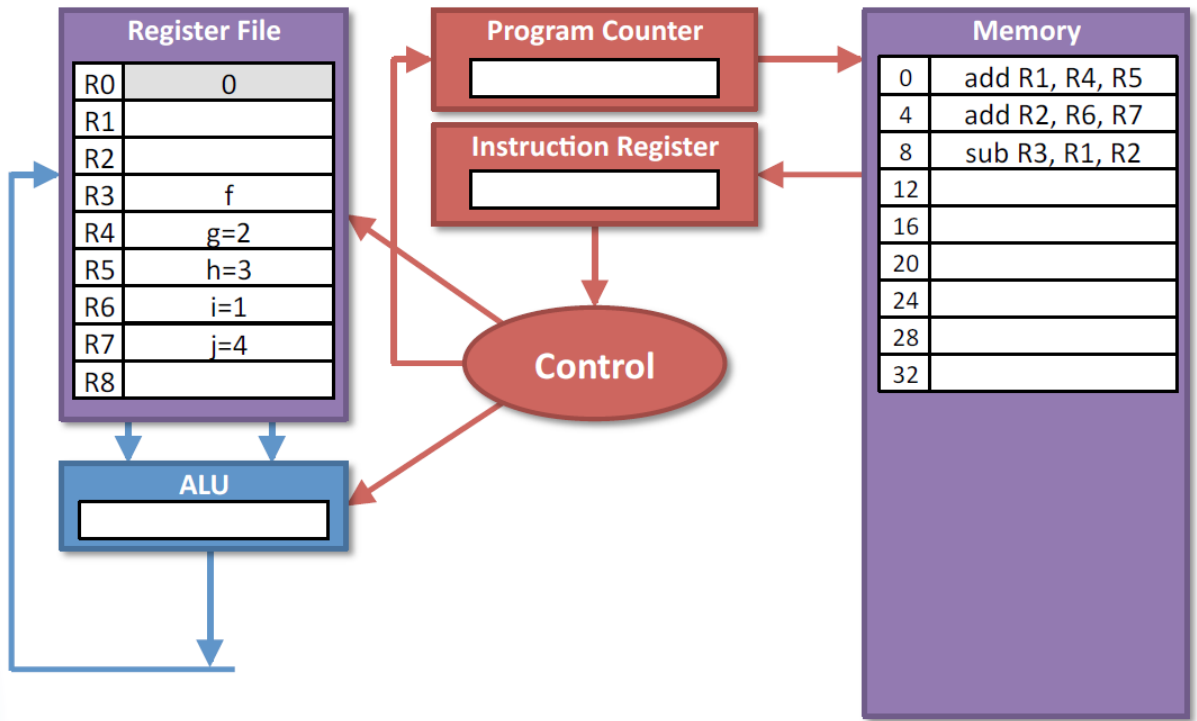 Register File
R0 0
R1
R2
R3 f
R4 g=2
R5 h=3
R6 i=1
R7 j=4
R8
ALU
Program Counter
Instruction Register
Control
Memory
0 add R1, R4, R5
4 add R2, R6, R7
8 sub R3, R1, R2
12
16
20
24
28
32